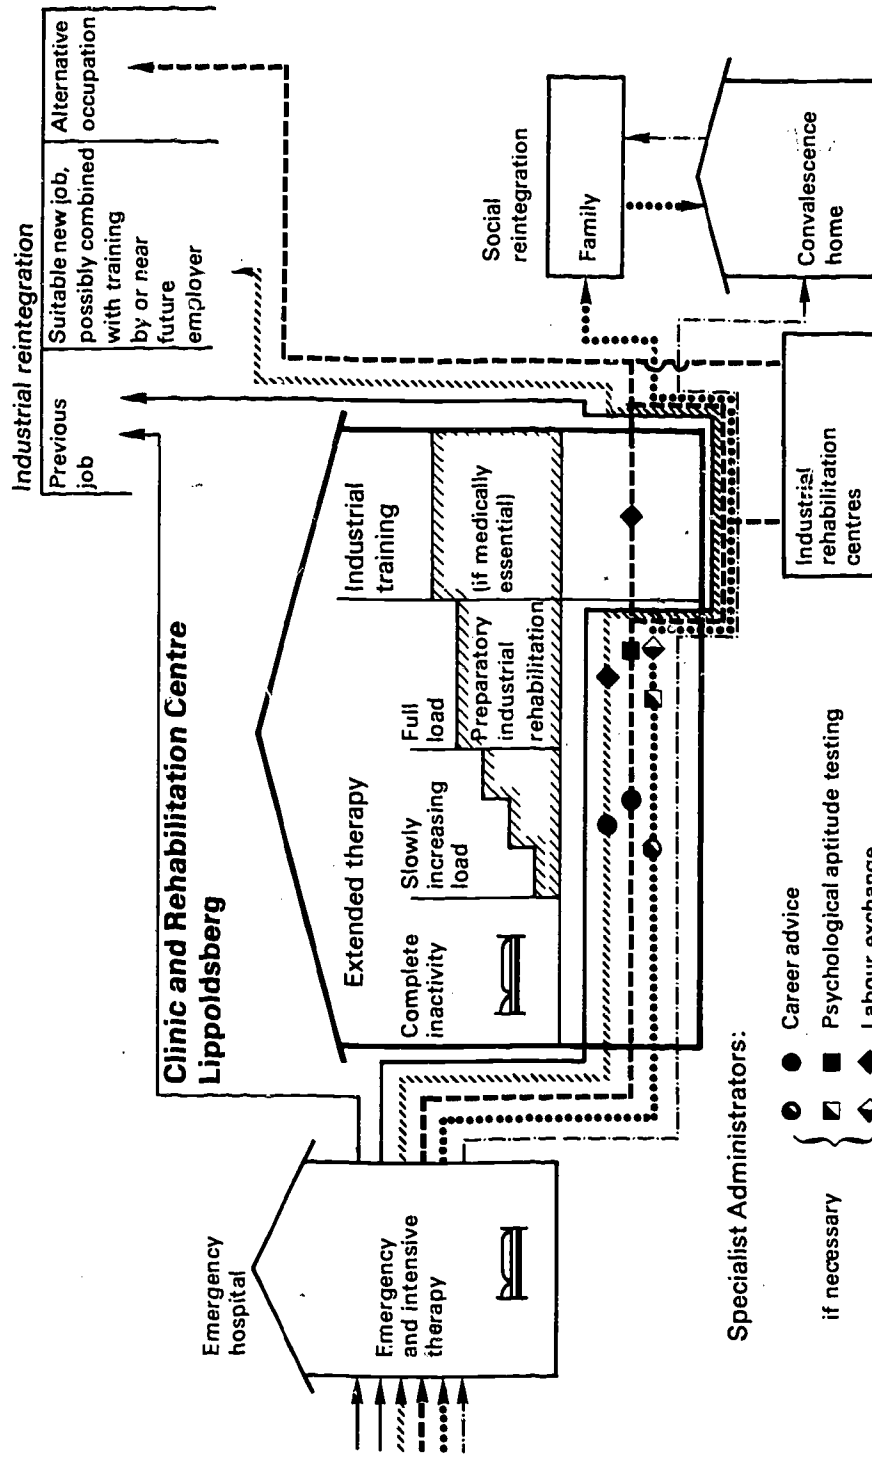 Industrial reintegration
Previous
job
Suitable new job,
possibly combined
with training
by or near
future
employer
Alternative
occupation
Clinic and Rehabilitation Centre
Lippoldsberg
Emergency
hospital
Emergency
and intensive
therapy
Extended therapy
Complete
inactivity
Slowly
increasing
load
Full
load
Preparatory
industrial
rehabilitation
Industrial
training
(if medically
essential)
Social
reintegration
Family
Convalescence
home
Industrial
rehabilitation
centres
Specialist Administrators:
if necessary
Career advice
Psychological aptitude testing
Labour exchange